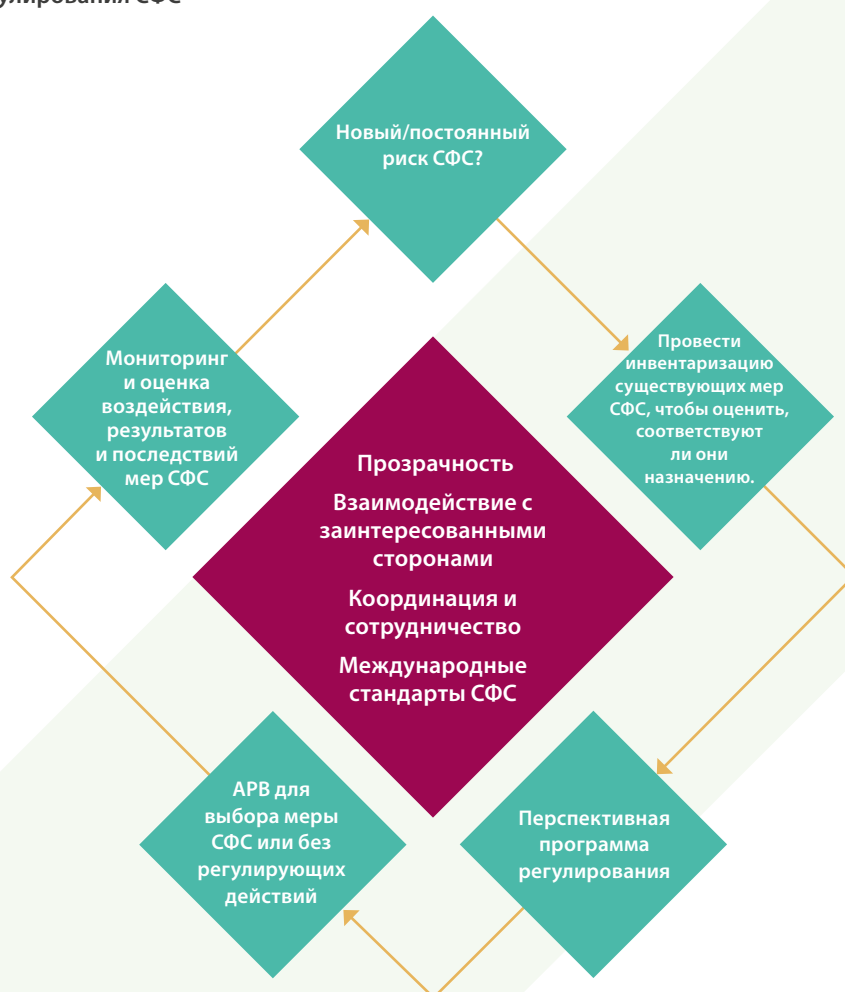 Новый/постоянный
риск СФС?
Провести
инвентаризацию
существующих мер
СФС, чтобы оценить,
соответствуют
ли они
назначению.
Мониторинг
и оценка
воздействия,
результатов
и последствий
мер СФС
Прозрачность
Взаимодействие с
заинтересованными
сторонами
Координация и
сотрудничество
Международные
стандарты СФС
АРВ для
выбора меры
СФС или без
регулирующих
действий
Перспективная
программа
регулирования